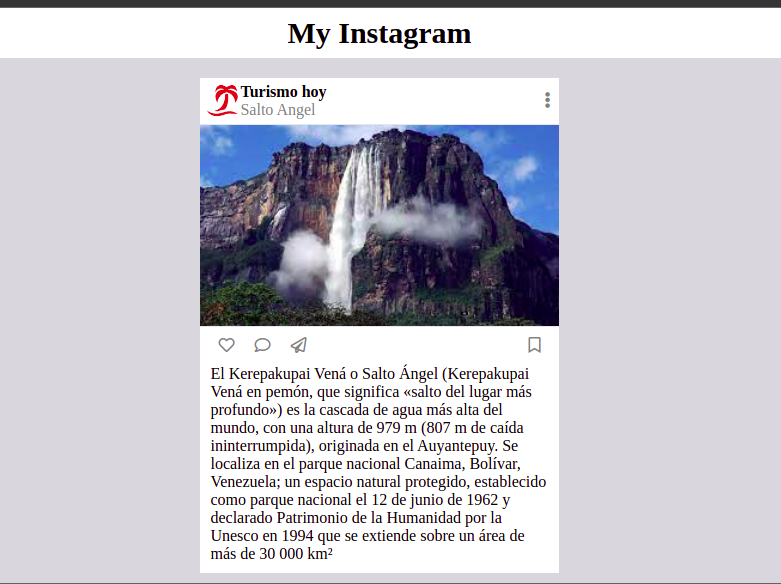 My Instagram
Turismo hoy
Salto Angel
El Kerepakupai Vená o Salto Ángel (Kerepakupai
Vená en pemón, que significa «salto del lugar más
profundo») es la cascada de agua más alta del
mundo, con una altura de 979 m (807 m de caída
ininterrumpida), originada en el Auyantepuy. Se
localiza en el parque nacional Canaima, Bolívar,
Venezuela; un espacio natural protegido, establecido
como parque nacional el 12 de junio de 1962 y
declarado Patrimonio de la Humanidad por la
Unesco en 1994 que se extiende sobre un área de
más de 30 000 km²